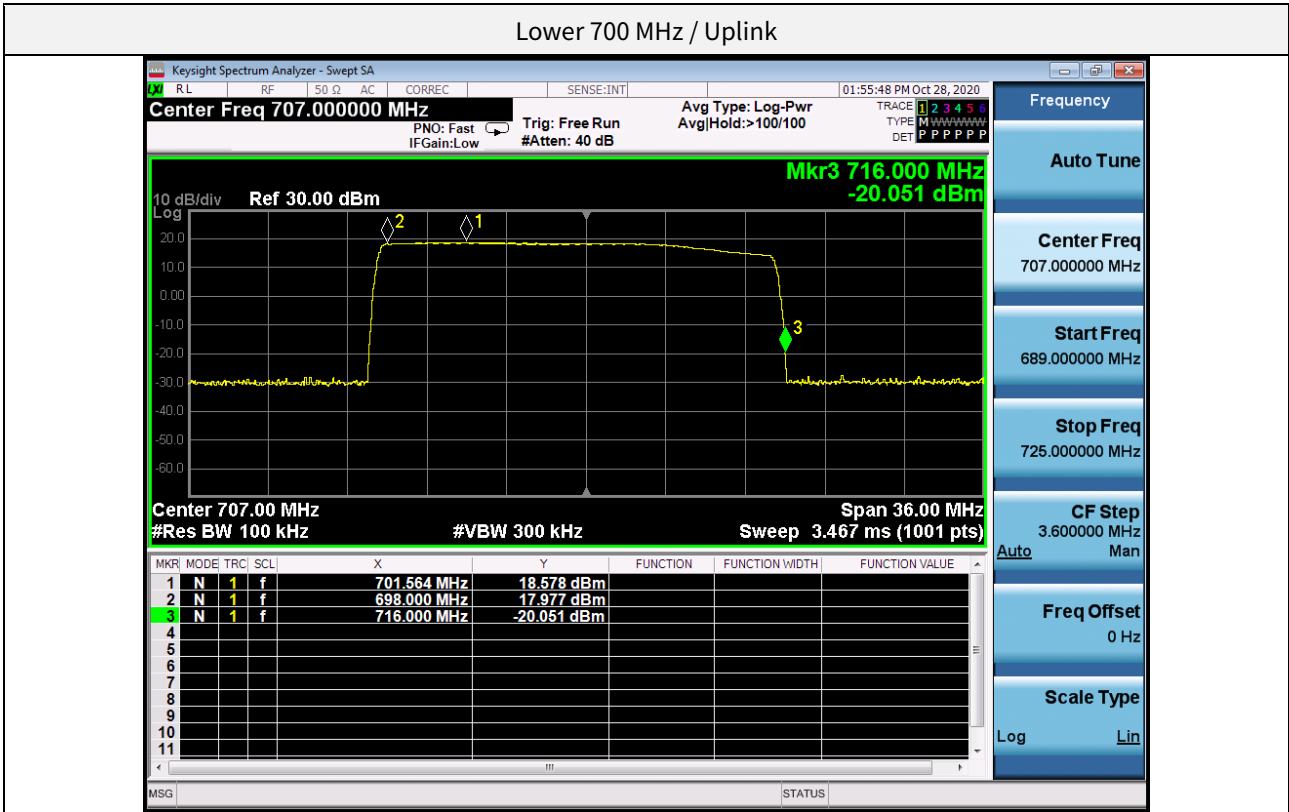 Lower 700 MHz / Uplink
Keysight Spectrum Analyzer - Swept SA
LXI RL RF 50 Ω AC CORREC SENSE:INT 01:55:48 PM Oct 28, 2020
Center Freq 707.000000 MHz
PNO: Fast
IFGain:Low
Trig: Free Run
#Atten: 40 dB
Avg Type: Log-Pwr
Avg|Hold:>100/100
TRACE 1 2 3 4 5 6
TYPE M W W W W W
DET P P P P P P
Mkr3 716.000 MHz
-20.051 dBm
10 dB/div Ref 30.00 dBm
Log
20.0
10.0
0.00
-10.0
-20.0
-30.0
-40.0
-50.0
-60.0
2
1
3
Center 707.00 MHz Span 36.00 MHz
#Res BW 100 kHz #VBW 300 kHz Sweep 3.467 ms (1001 pts)
MKR MODE TRC SCL X Y FUNCTION FUNCTION WIDTH FUNCTION VALUE
1 N 1 f 701.564 MHz 18.578 dBm
2 N 1 f 698.000 MHz 17.977 dBm
3 N 1 f 716.000 MHz -20.051 dBm
4
5
6
7
8
9
10
11
MSG STATUS
Frequency
Auto Tune
Center Freq
707.000000 MHz
Start Freq
689.000000 MHz
Stop Freq
725.000000 MHz
CF Step
3.600000 MHz
Auto Man
Freq Offset
0 Hz
Scale Type
Log Lin